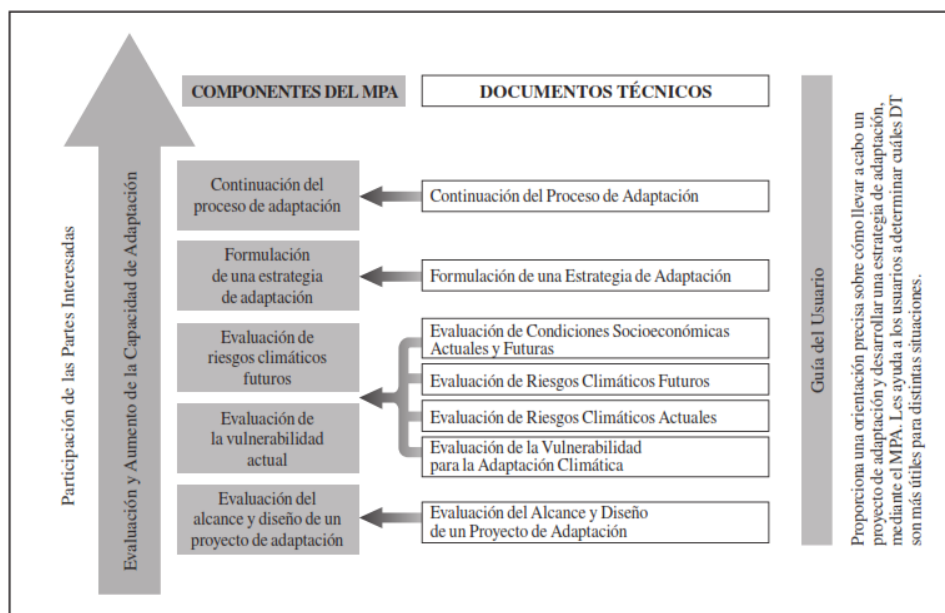 Participación de las Partes Interesadas
Evaluación y Aumento de la Capacidad de Adaptación
COMPONENTES DEL MPA
DOCUMENTOS TÉCNICOS
Continuación del
proceso de adaptación
Continuación del Proceso de Adaptación
Formulación
de una estrategia
de adaptación
Formulación de una Estrategia de Adaptación
Evaluación de
riesgos climáticos
futuros
Evaluación de
la vulnerabilidad
actual
Evaluación de Condiciones Socioeconómicas
Actuales y Futuras
Evaluación de Riesgos Climáticos Futuros
Evaluación de Riesgos Climáticos Actuales
Evaluación de la Vulnerabilidad
para la Adaptación Climática
Evaluación del
alcance y diseño de un
proyecto de adaptación
Evaluación del Alcance y Diseño
de un Proyecto de Adaptación
Guía del Usuario
Proporciona una orientación precisa sobre cómo llevar a cabo un
proyecto de adaptación y desarrollar una estrategia de adaptación,
mediante el MPA. Les ayuda a los usuarios a determinar cuáles DT
son más útiles para distintas situaciones.